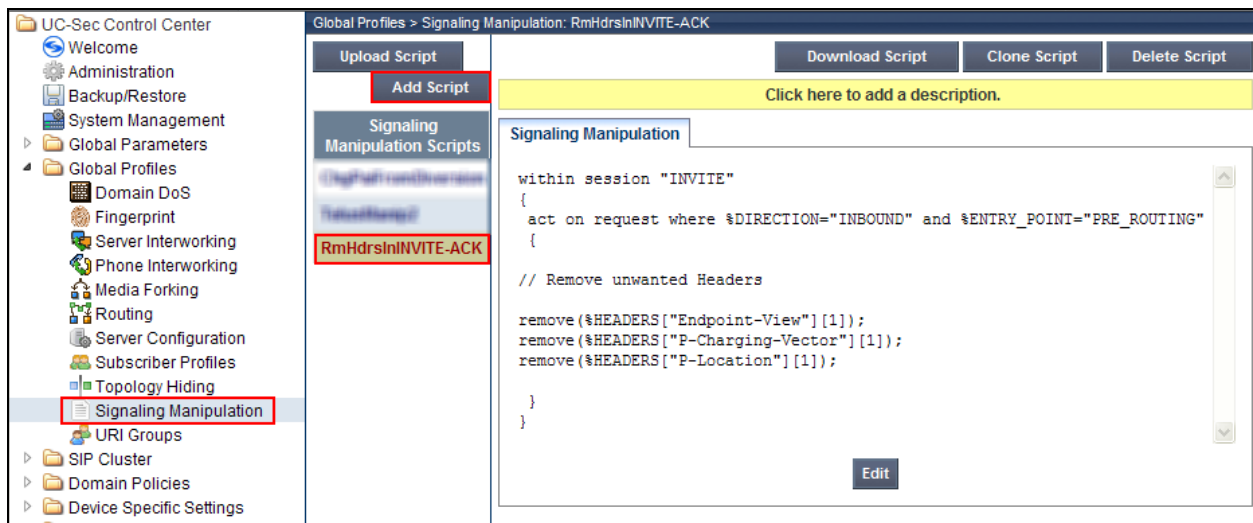 UC-Sec Control Center
Welcome
Administration
Backup/Restore
System Management
Global Parameters
Global Profiles
Domain DoS
Fingerprint
Server Interworking
Phone Interworking
Media Forking
Routing
Server Configuration
Subscriber Profiles
Topology Hiding
Signaling Manipulation
URI Groups
SIP Cluster
Domain Policies
Device Specific Settings
Global Profiles > Signaling Manipulation: RmHdrsInINVITE-ACK
Upload Script
Add Script
Signaling
Manipulation Scripts
RmHdrsInINVITE-ACK
Download Script
Clone Script
Delete Script
Click here to add a description.
Signaling Manipulation
within session "INVITE"
{
act on request where %DIRECTION="INBOUND" and %ENTRY_POINT="PRE_ROUTING"
{
// Remove unwanted Headers
remove(%HEADERS["Endpoint-View"][1]);
remove(%HEADERS["P-Charging-Vector"][1]);
remove(%HEADERS["P-Location"][1]);
}
}
Edit